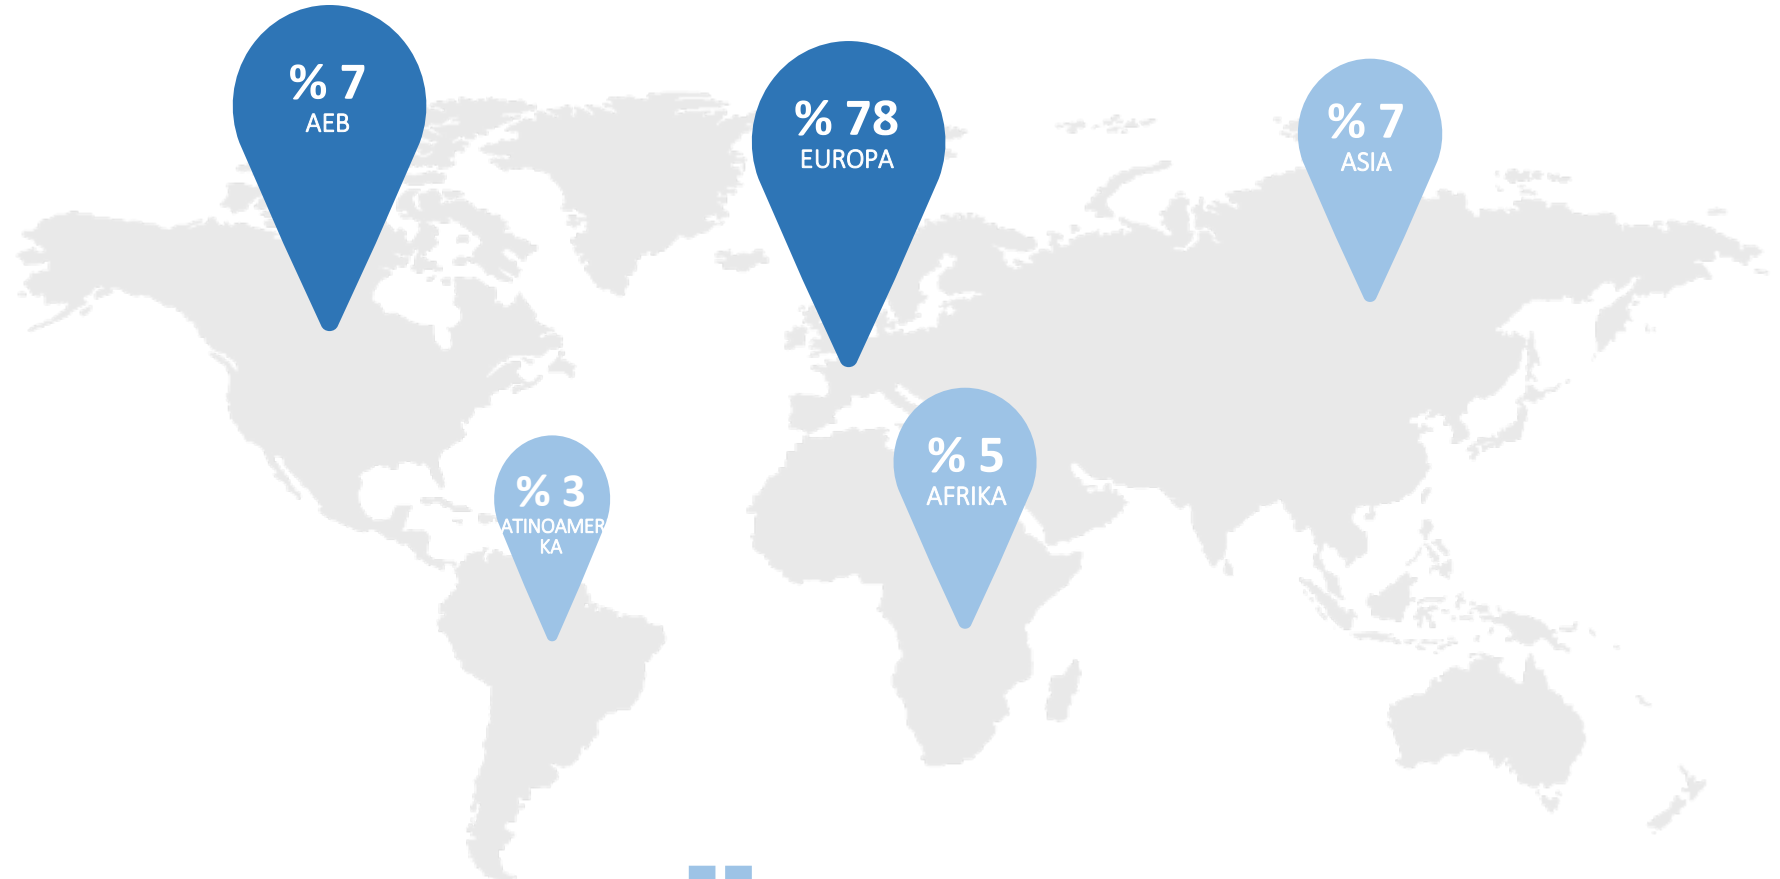 % 7
AEB
% 78
EUROPA
% 7
ASIA
% 5
AFRIKA
% 3
ATINOAMER
KA